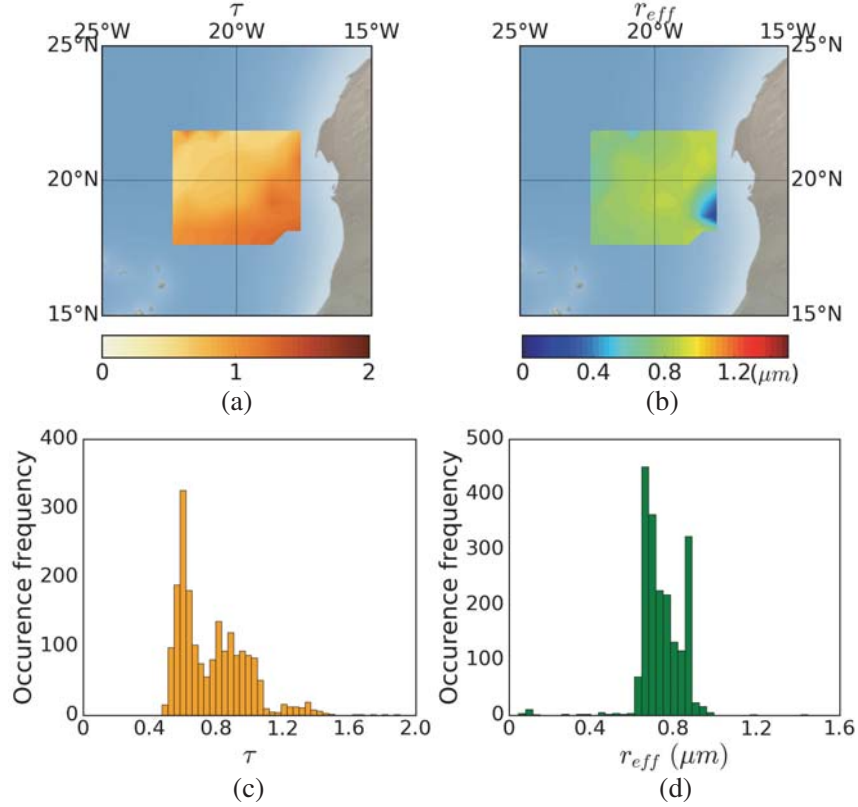 τ
r_eff
25°W 20°W 15°W
25°W 20°W 15°W
25°N
25°N
20°N
20°N
15°N
15°N
0 1 2
0 0.4 0.8 1.2(μm)
(a)
(b)
Occurence frequency
400
300
200
100
0
0 0.4 0.8 1.2 1.6 2.0
τ
(c)
Occurence frequency
500
400
300
200
100
0
0 0.4 0.8 1.2 1.6
r_eff (μm)
(d)